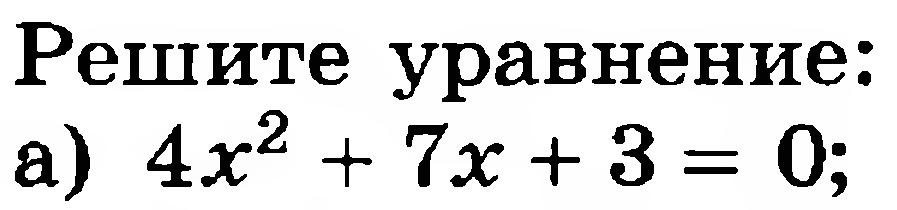 Решите уравнение:
а) 4x² + 7x + 3 = 0;